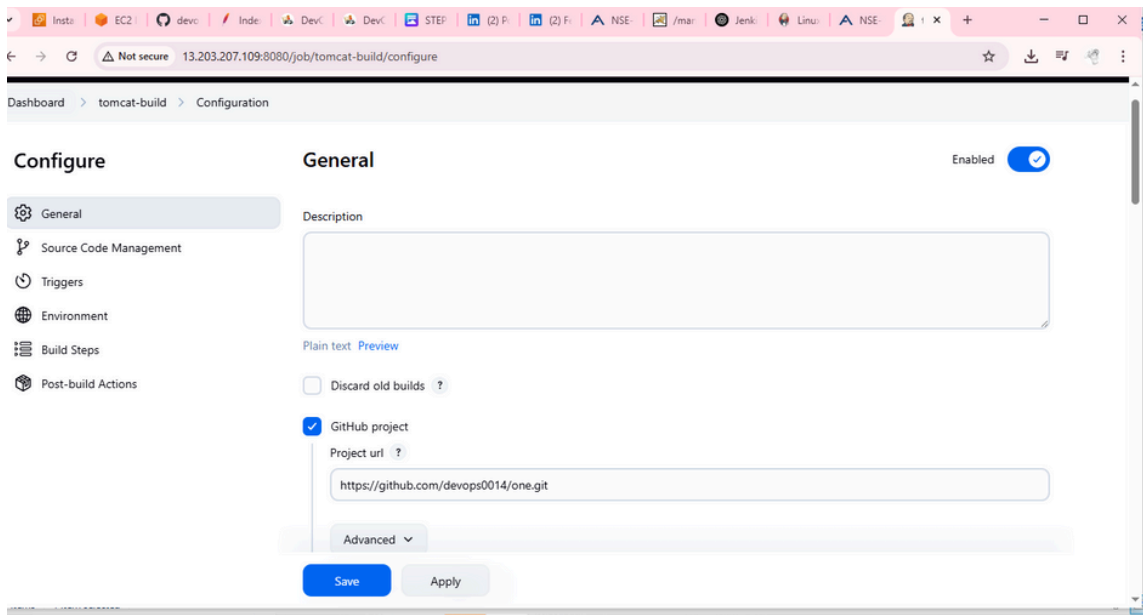 Insta EC2 I devo Inde DevC DevC STEP (2) P (2) F NSE- /mar Jenk Linu NSE-
Not secure 13.203.207.109:8080/job/tomcat-build/configure
Dashboard > tomcat-build > Configuration
Configure
General
Enabled
General
Source Code Management
Triggers
Environment
Build Steps
Post-build Actions
Description
Plain text Preview
Discard old builds ?
GitHub project
Project url ?
https://github.com/devops0014/one.git
Advanced
Save Apply